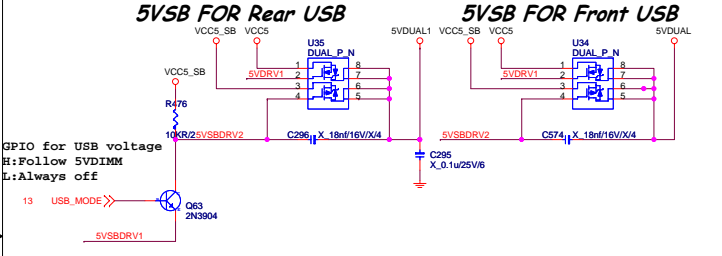 5VSB FOR Rear USB
5VSB FOR Front USB
VCC5_SB
VCC5
U35
DUAL_P_N
5VDUAL1
VCC5_SB
VCC5
U34
DUAL_P_N
5VDUAL
1
2
3
4
8
7
6
5
5VDRV1
1
2
3
4
8
7
6
5
5VDRV1
VCC5_SB
R476
10KR/2
5VSBDRV2
C296
X_18nf/16V/X/4
5VSBDRV2
C574
X_18nf/16V/X/4
C295
X_0.1u/25V/6
GPIO for USB voltage
H:Follow 5VDIMM
L:Always off
13
USB_MODE
Q63
2N3904
5VSBDRV1